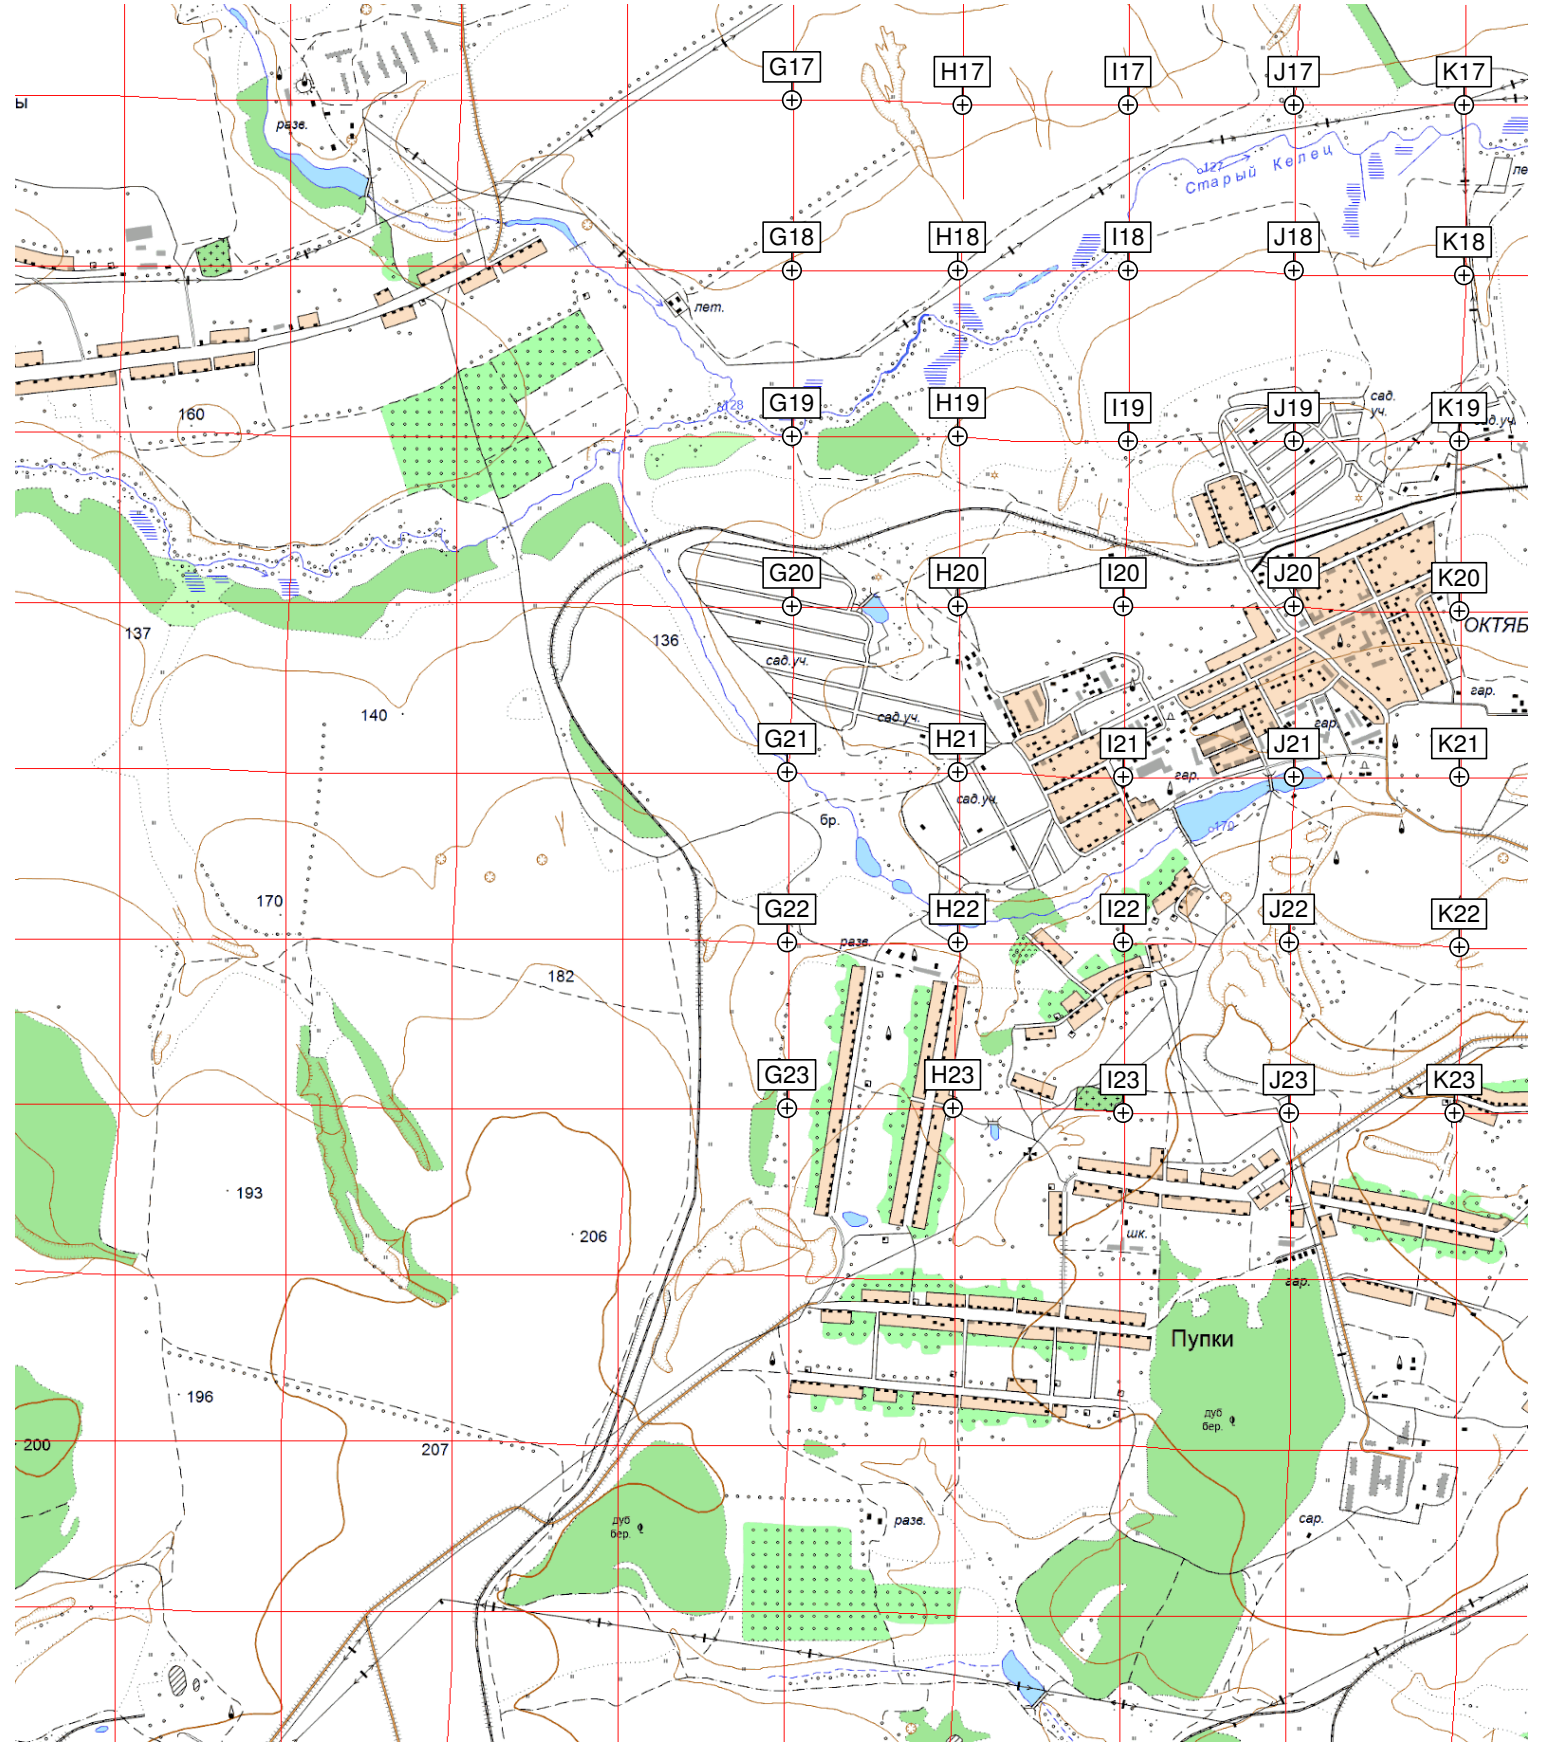 G17
H17
I17
J17
K17
ы
разв.
ле
127
Старый Келец
G18
H18
I18
J18
K18
лет.
160
128
G19
H19
I19
J19
K19
сад.
уч.
сад.уч.
G20
H20
I20
J20
K20
ОКТЯБ
137
136
сад.уч.
140
сад.уч.
гар.
гар.
G21
H21
I21
J21
K21
гар.
сад.уч.
бр.
170
170
G22
H22
I22
J22
K22
разв.
182
G23
H23
I23
J23
K23
193
206
шк.
гар.
Пупки
196
дуб
бер.
200
207
дуб
бер.
разв.
сар.